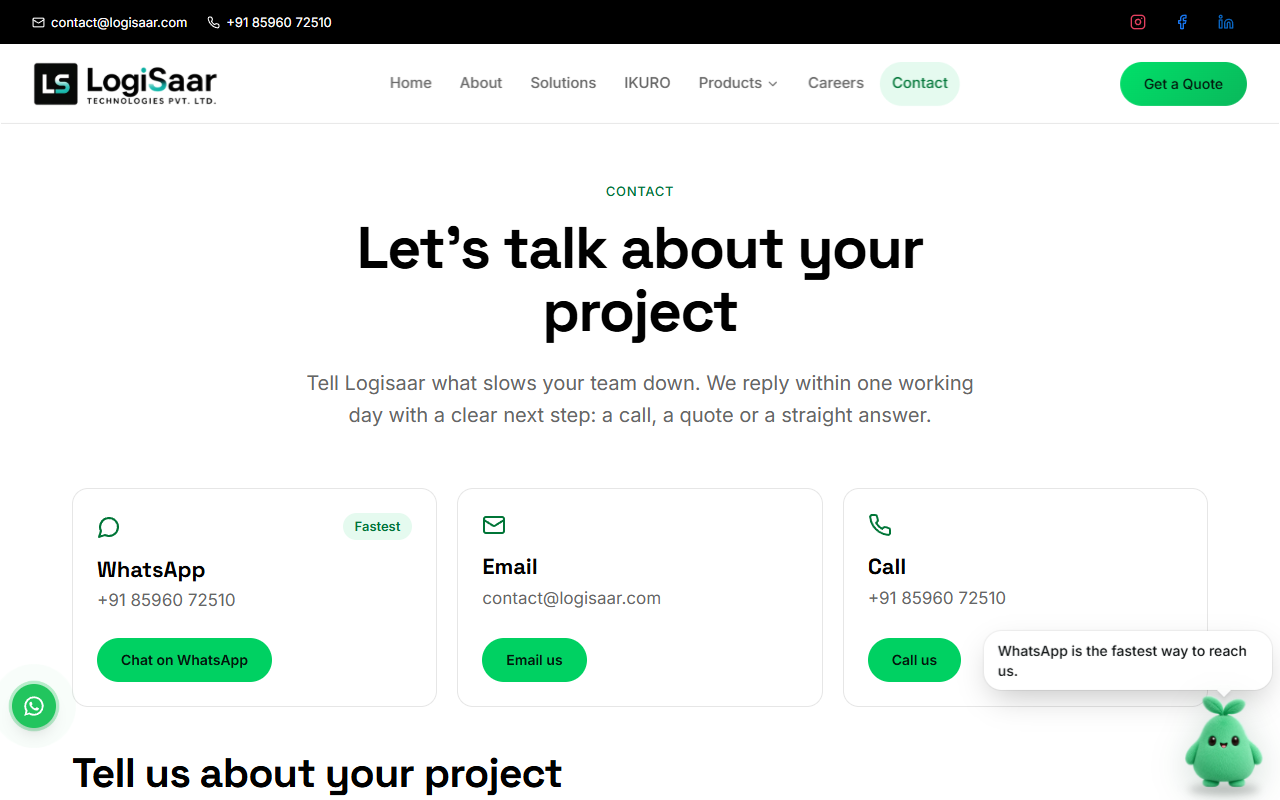 contact@logisaar.com +91 85960 72510
LS LogiSaar
TECHNOLOGIES PVT. LTD.
Home About Solutions IKURO Products Careers Contact
Get a Quote
CONTACT
Let’s talk about your
project
Tell Logisaar what slows your team down. We reply within one working
day with a clear next step: a call, a quote or a straight answer.
Fastest
WhatsApp
+91 85960 72510
Chat on WhatsApp
Email
contact@logisaar.com
Email us
Call
+91 85960 72510
Call us
WhatsApp is the fastest way to reach
us.
Tell us about your project